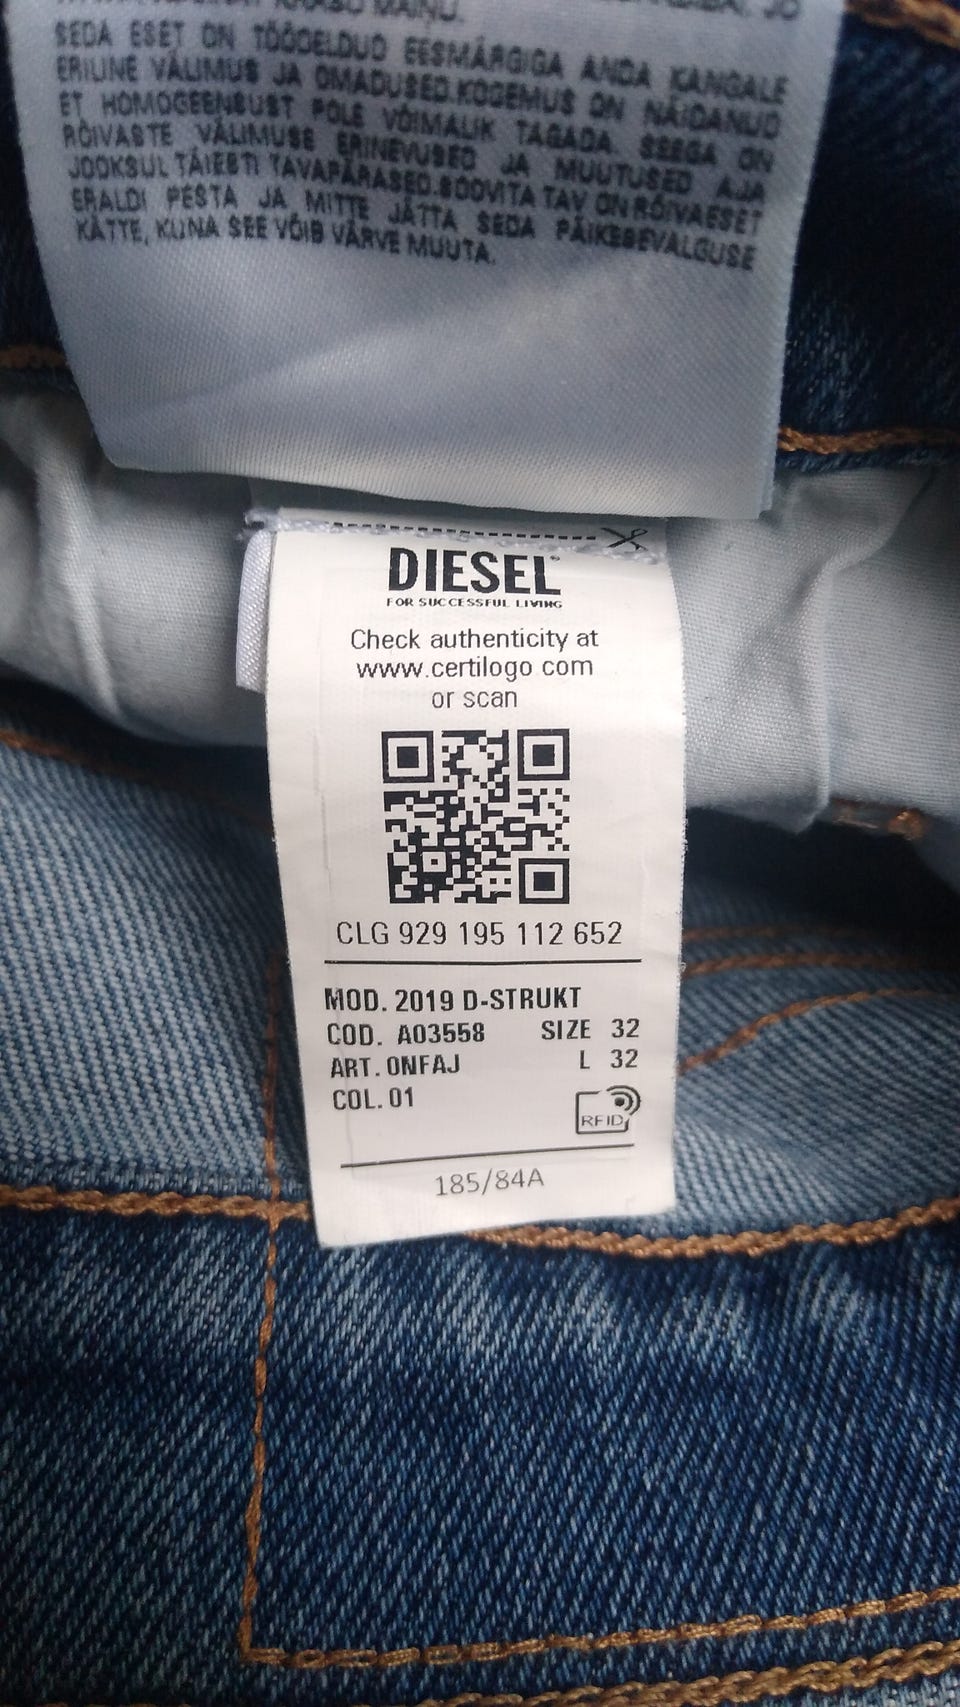 MAIŅU.
SEDA ESET ON TÖÖDELDUD EESMÄRGIGA ANDA KANGALE
ERILINE VÄLIMUS JA OMADUSED.KOGEMUS ON NÄIDANUD
ET HOMOGEENSUST POLE VÕIMALIK TAGADA. SEEGA ON
RÕIVASTE VÄLIMUSE ERINEVUSED JA MUUTUSED AJA
JOOKSUL TÄIESTI TAVAPÄRASED.SOOVITATAV ON RÕIVAESET
ERALDI PESTA JA MITTE JÄTTA SEDA PÄIKESEVALGUSE
KÄTTE, KUNA SEE VÕIB VÄRVE MUUTA.
DIESEL®
FOR SUCCESSFUL LIVING
Check authenticity at
www.certilogo com
or scan
CLG 929 195 112 652
MOD. 2019 D-STRUKT
COD. A03558 SIZE 32
ART. 0NFAJ L 32
COL. 01
RFID
185/84A